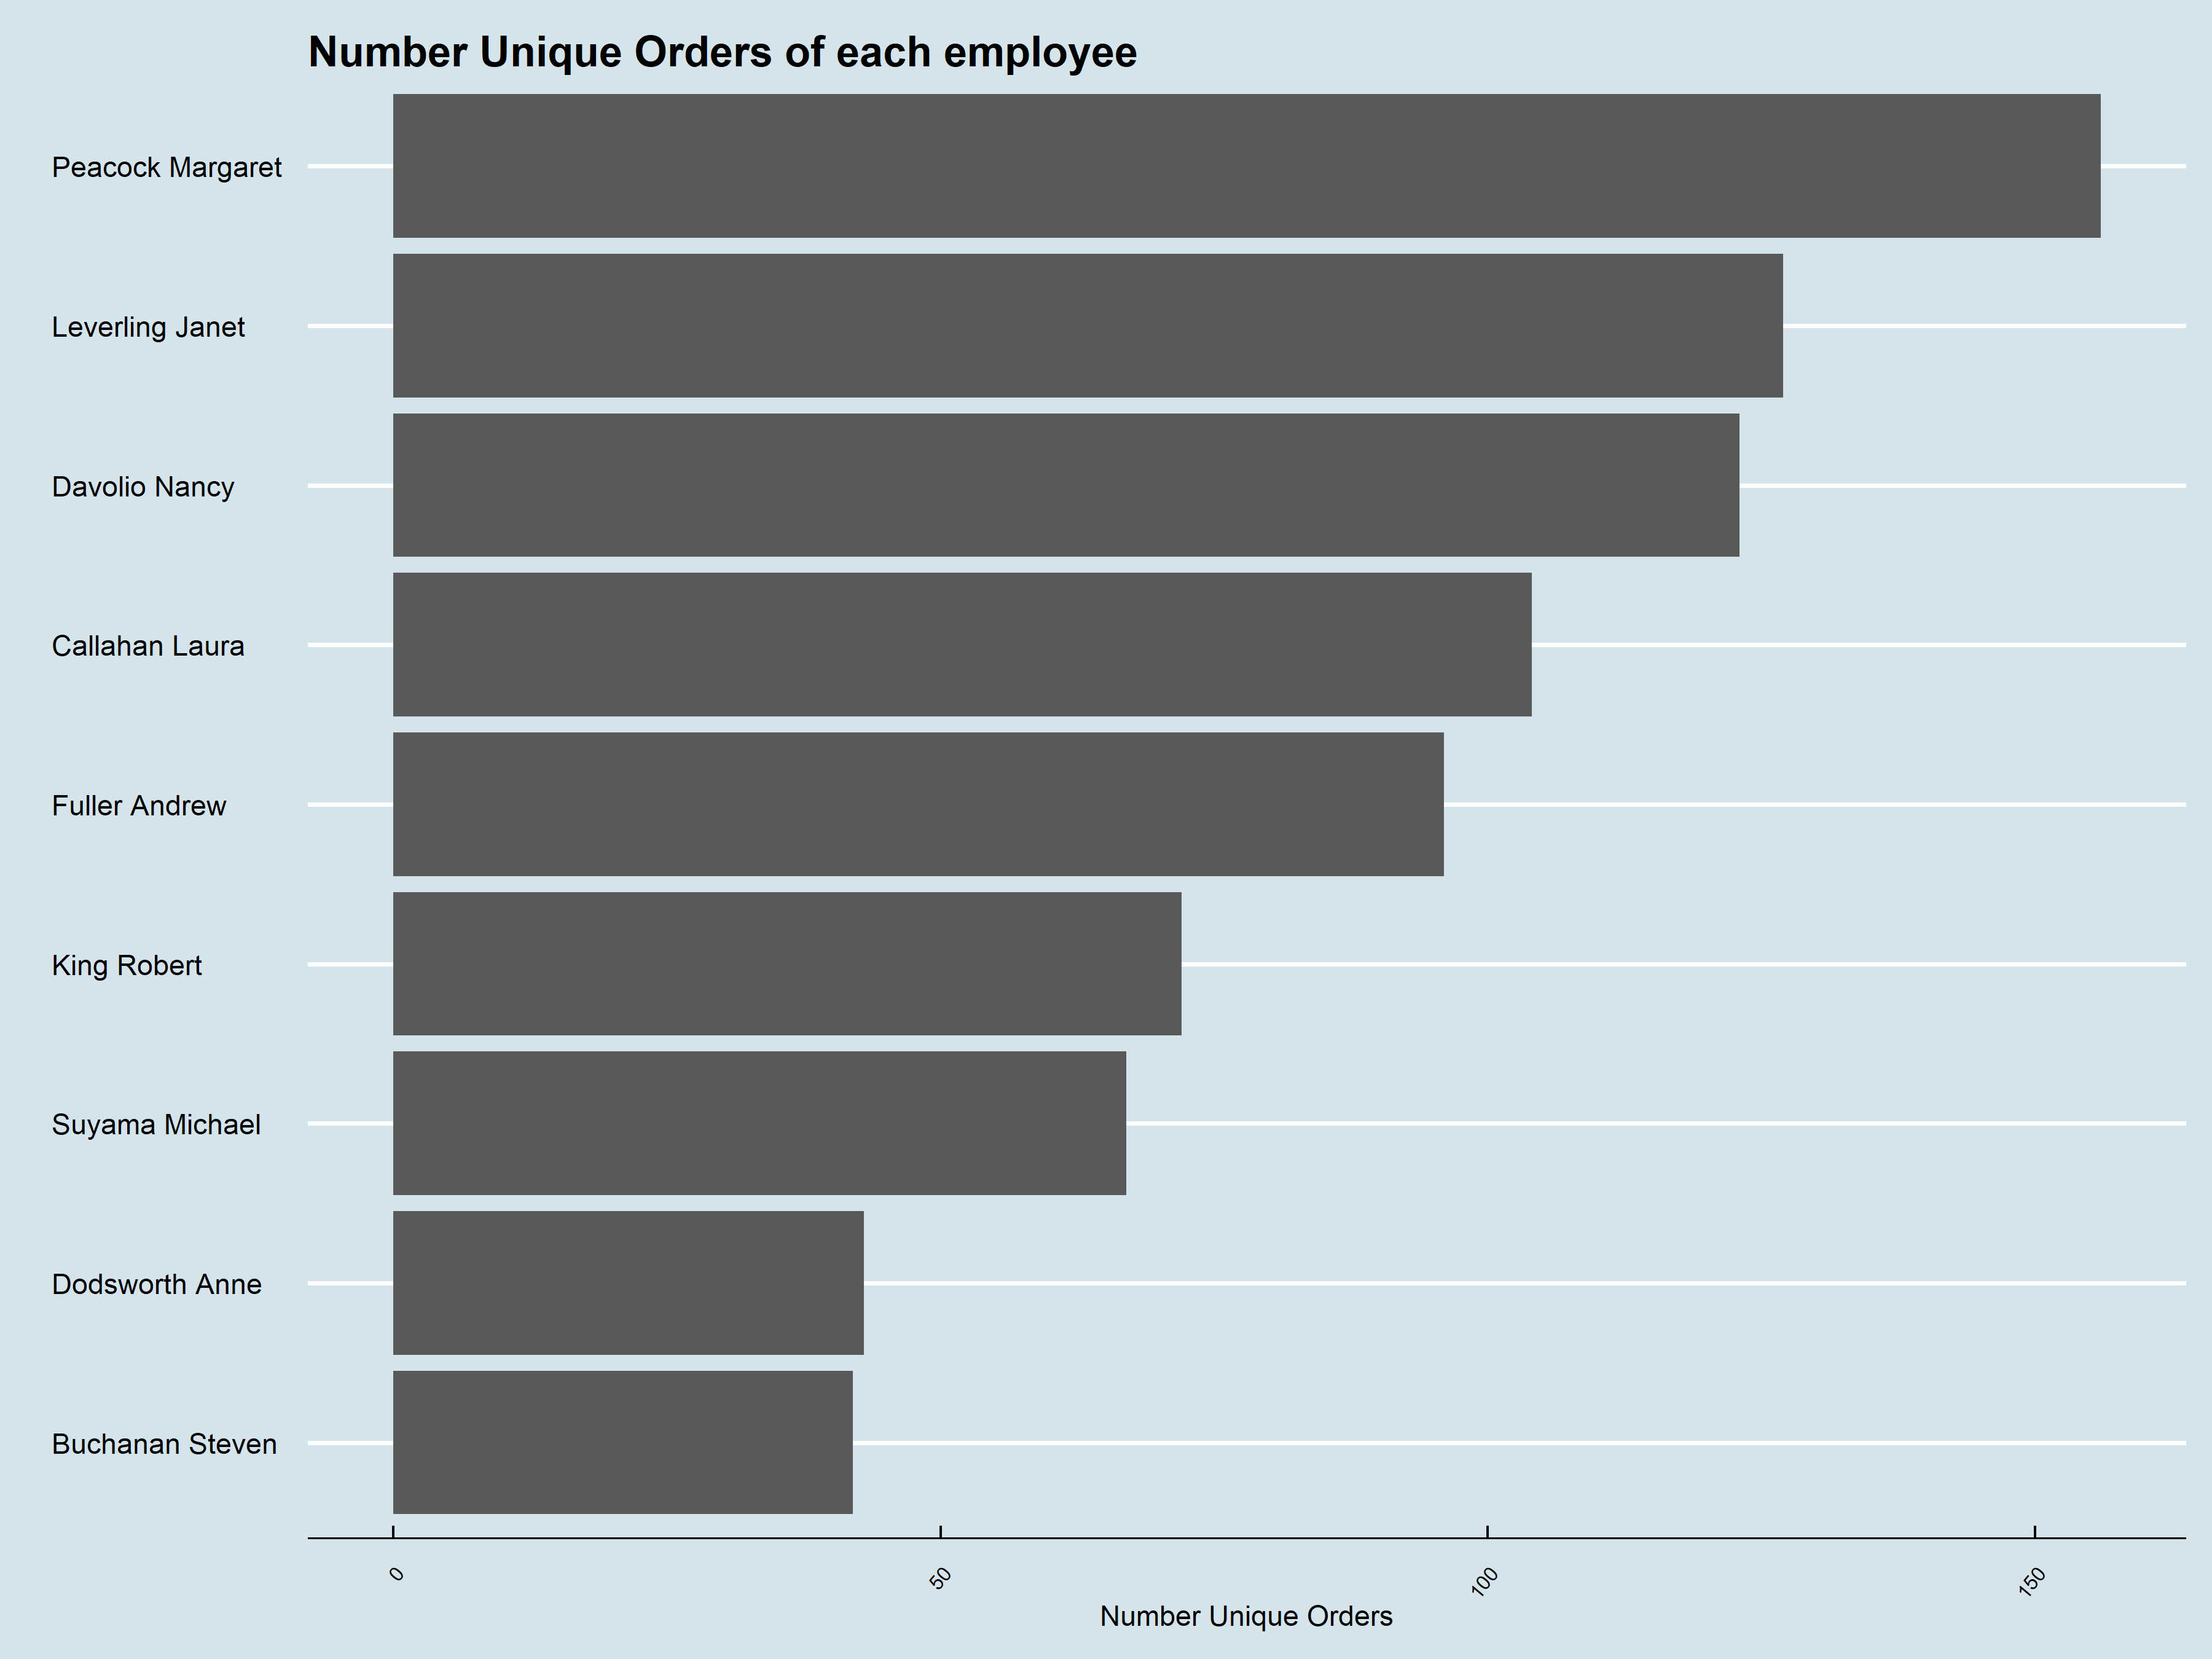 Number Unique Orders of each employee
Peacock Margaret
Leverling Janet
Davolio Nancy
Callahan Laura
Fuller Andrew
King Robert
Suyama Michael
Dodsworth Anne
Buchanan Steven
0 50 100 150
Number Unique Orders